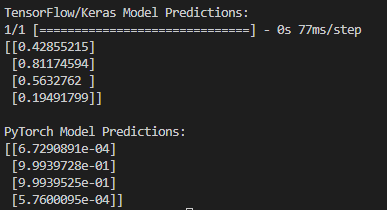 TensorFlow/Keras Model Predictions:
1/1 [==============================] - 0s 77ms/step
[[0.42855215]
 [0.81174594]
 [0.5632762 ]
 [0.19491799]]

PyTorch Model Predictions:
[[6.7290891e-04]
 [9.9939728e-01]
 [9.9939525e-01]
 [5.7600095e-04]]